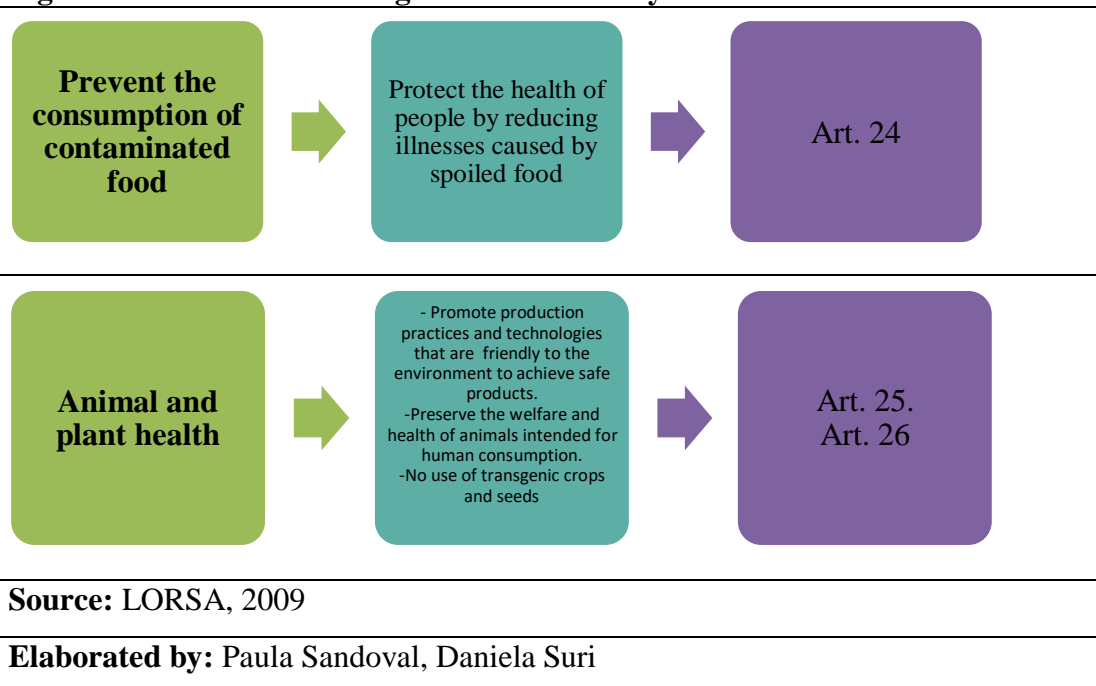 Prevent the
consumption of
contaminated
food
Protect the health of
people by reducing
illnesses caused by
spoiled food
Art. 24
Animal and
plant health
- Promote production
practices and technologies
that are friendly to the
environment to achieve safe
products.
-Preserve the welfare and
health of animals intended for
human consumption.
-No use of transgenic crops
and seeds
Art. 25.
Art. 26
Source: LORSA, 2009
Elaborated by: Paula Sandoval, Daniela Suri